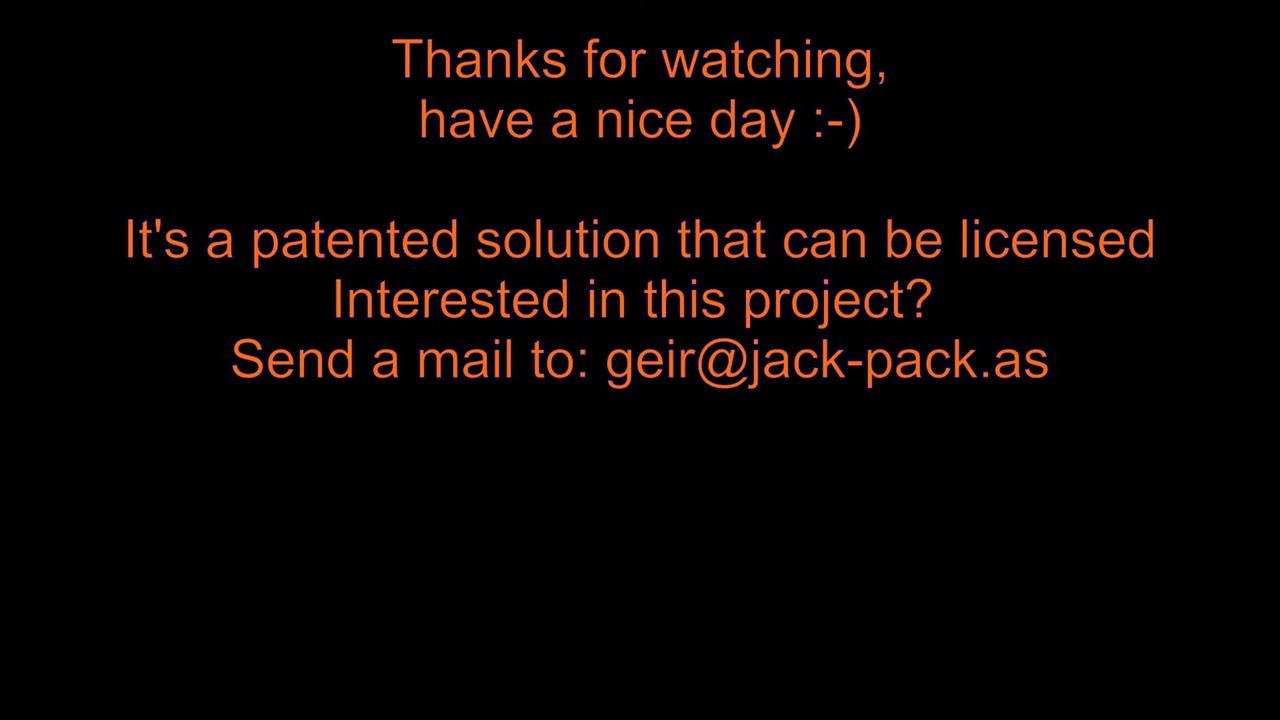 Thanks for watching,
have a nice day :-)
It's a patented solution that can be licensed
Interested in this project?
Send a mail to: geir@jack-pack.as